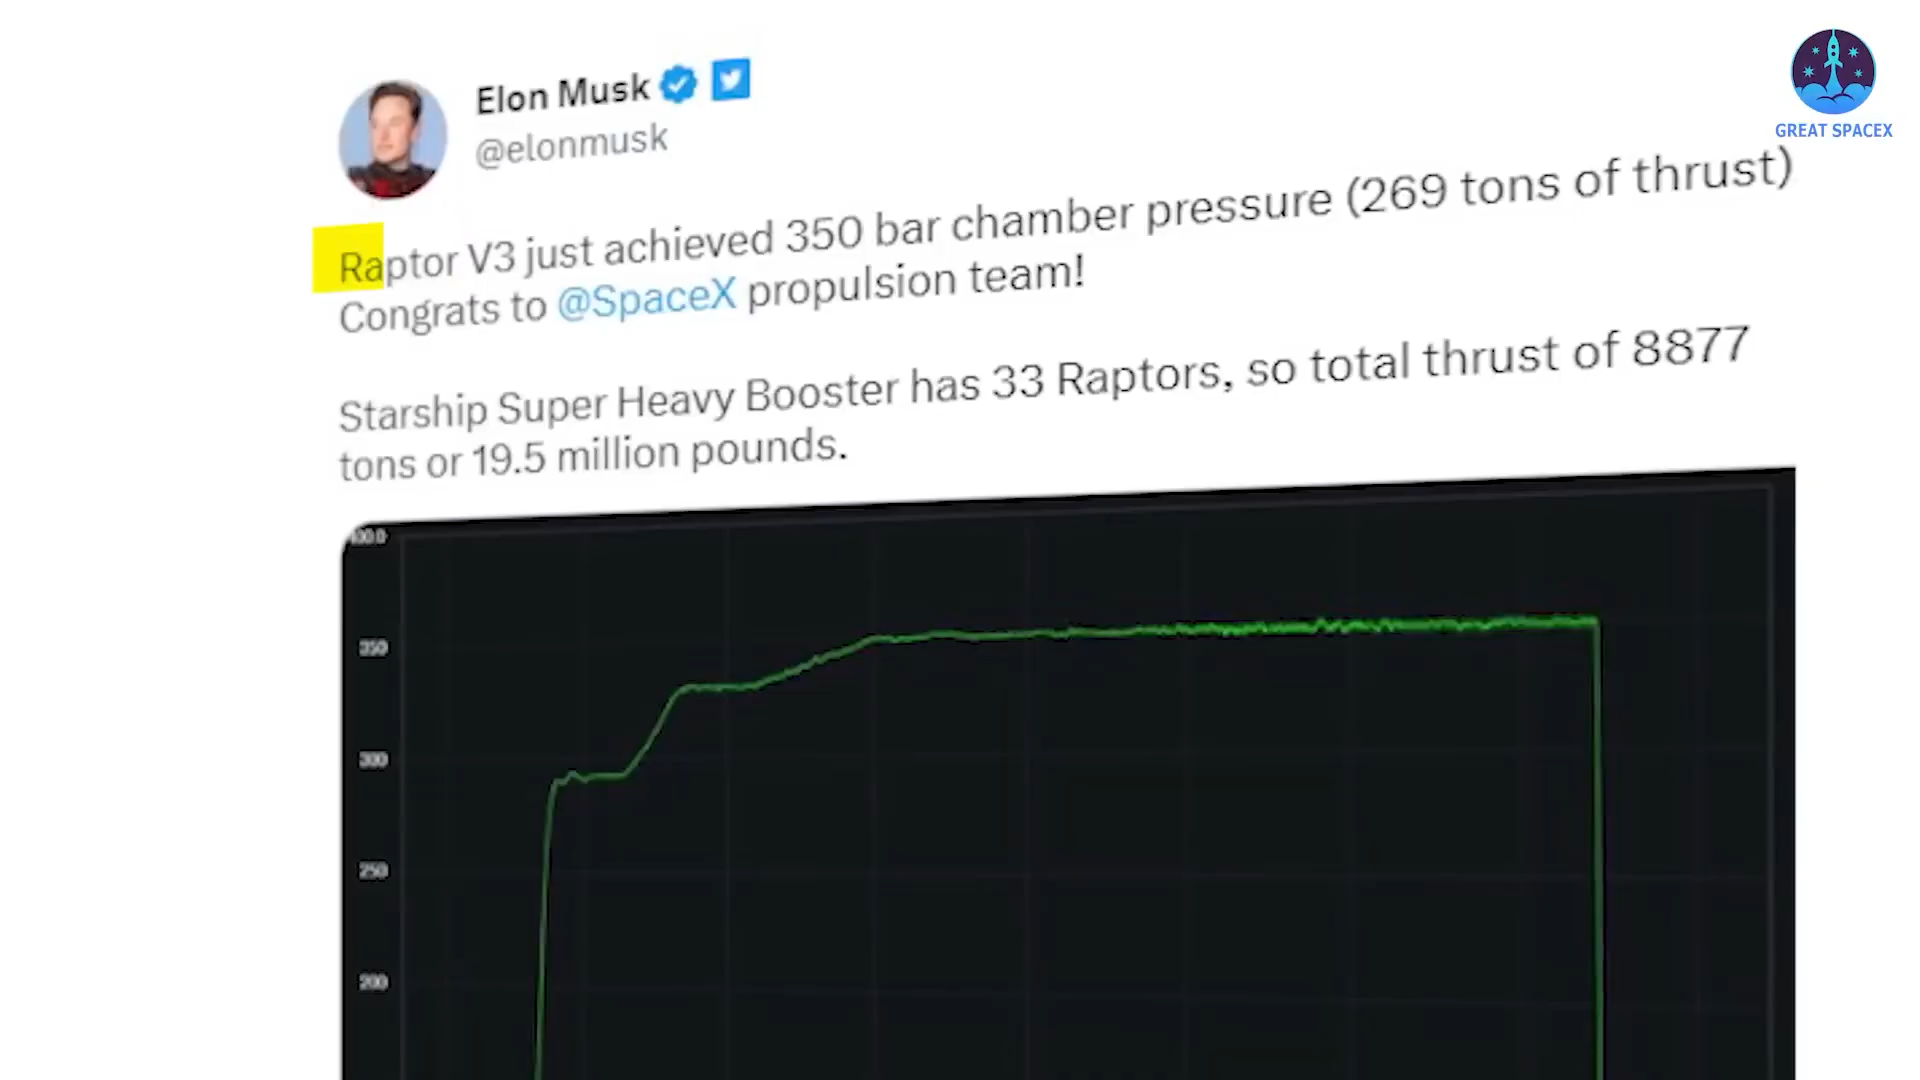 Elon Musk
@elonmusk
GREAT SPACEX
Raptor V3 just achieved 350 bar chamber pressure (269 tons of thrust)
Congrats to @SpaceX propulsion team!
Starship Super Heavy Booster has 33 Raptors, so total thrust of 8877
tons or 19.5 million pounds.
350
300
250
200